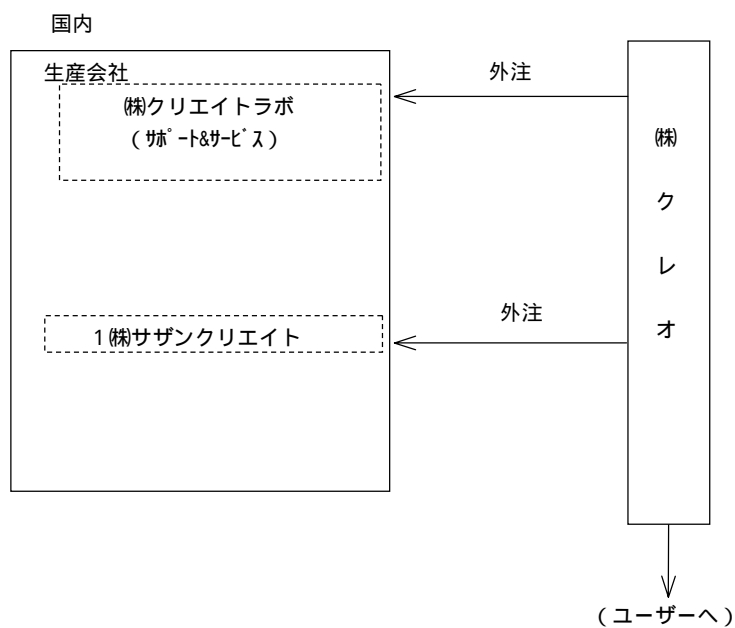 国内
生産会社
㈱クリエイトラボ
（ｻﾎﾟｰﾄ&ｻｰﾋﾞｽ）
外注
㈱クレオ
外注
1㈱サザンクリエイト
（ユーザーへ）